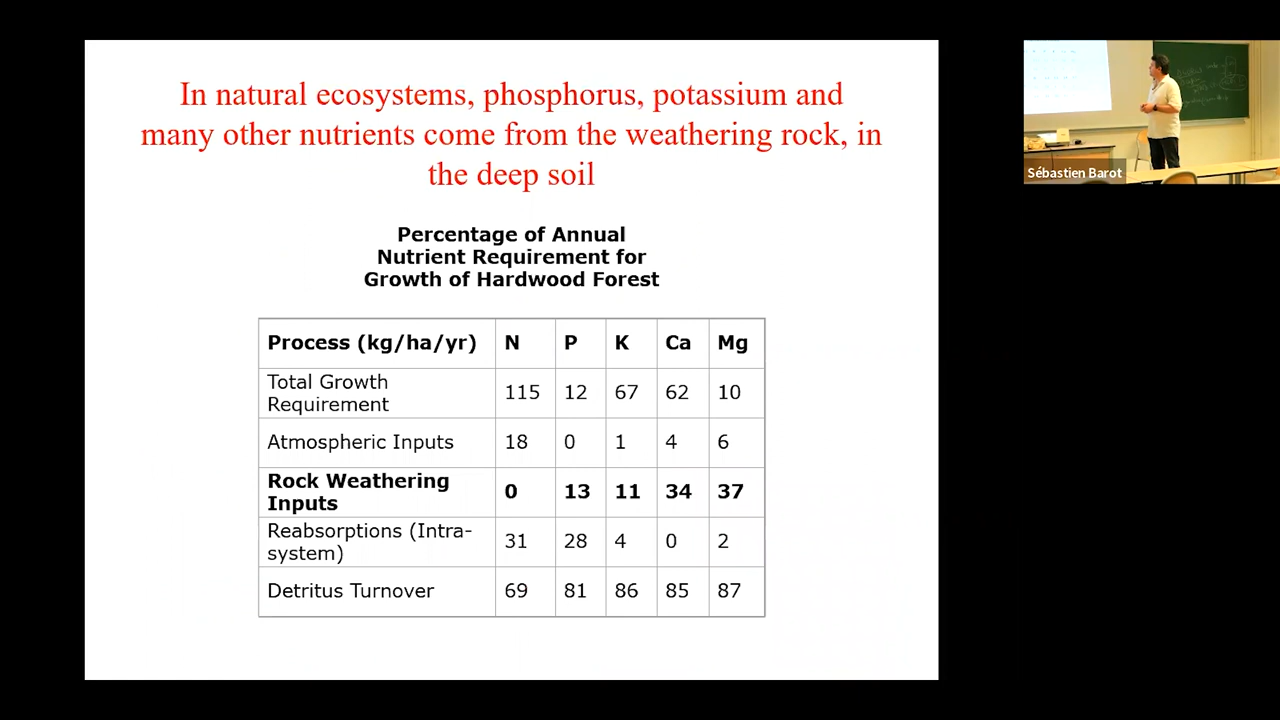 In natural ecosystems, phosphorus, potassium and
many other nutrients come from the weathering rock, in
the deep soil
Percentage of Annual
Nutrient Requirement for
Growth of Hardwood Forest
Process (kg/ha/yr) N P K Ca Mg
Total Growth
Requirement 115 12 67 62 10
Atmospheric Inputs 18 0 1 4 6
Rock Weathering
Inputs 0 13 11 34 37
Reabsorptions (Intra-
system) 31 28 4 0 2
Detritus Turnover 69 81 86 85 87
Sébastien Barot